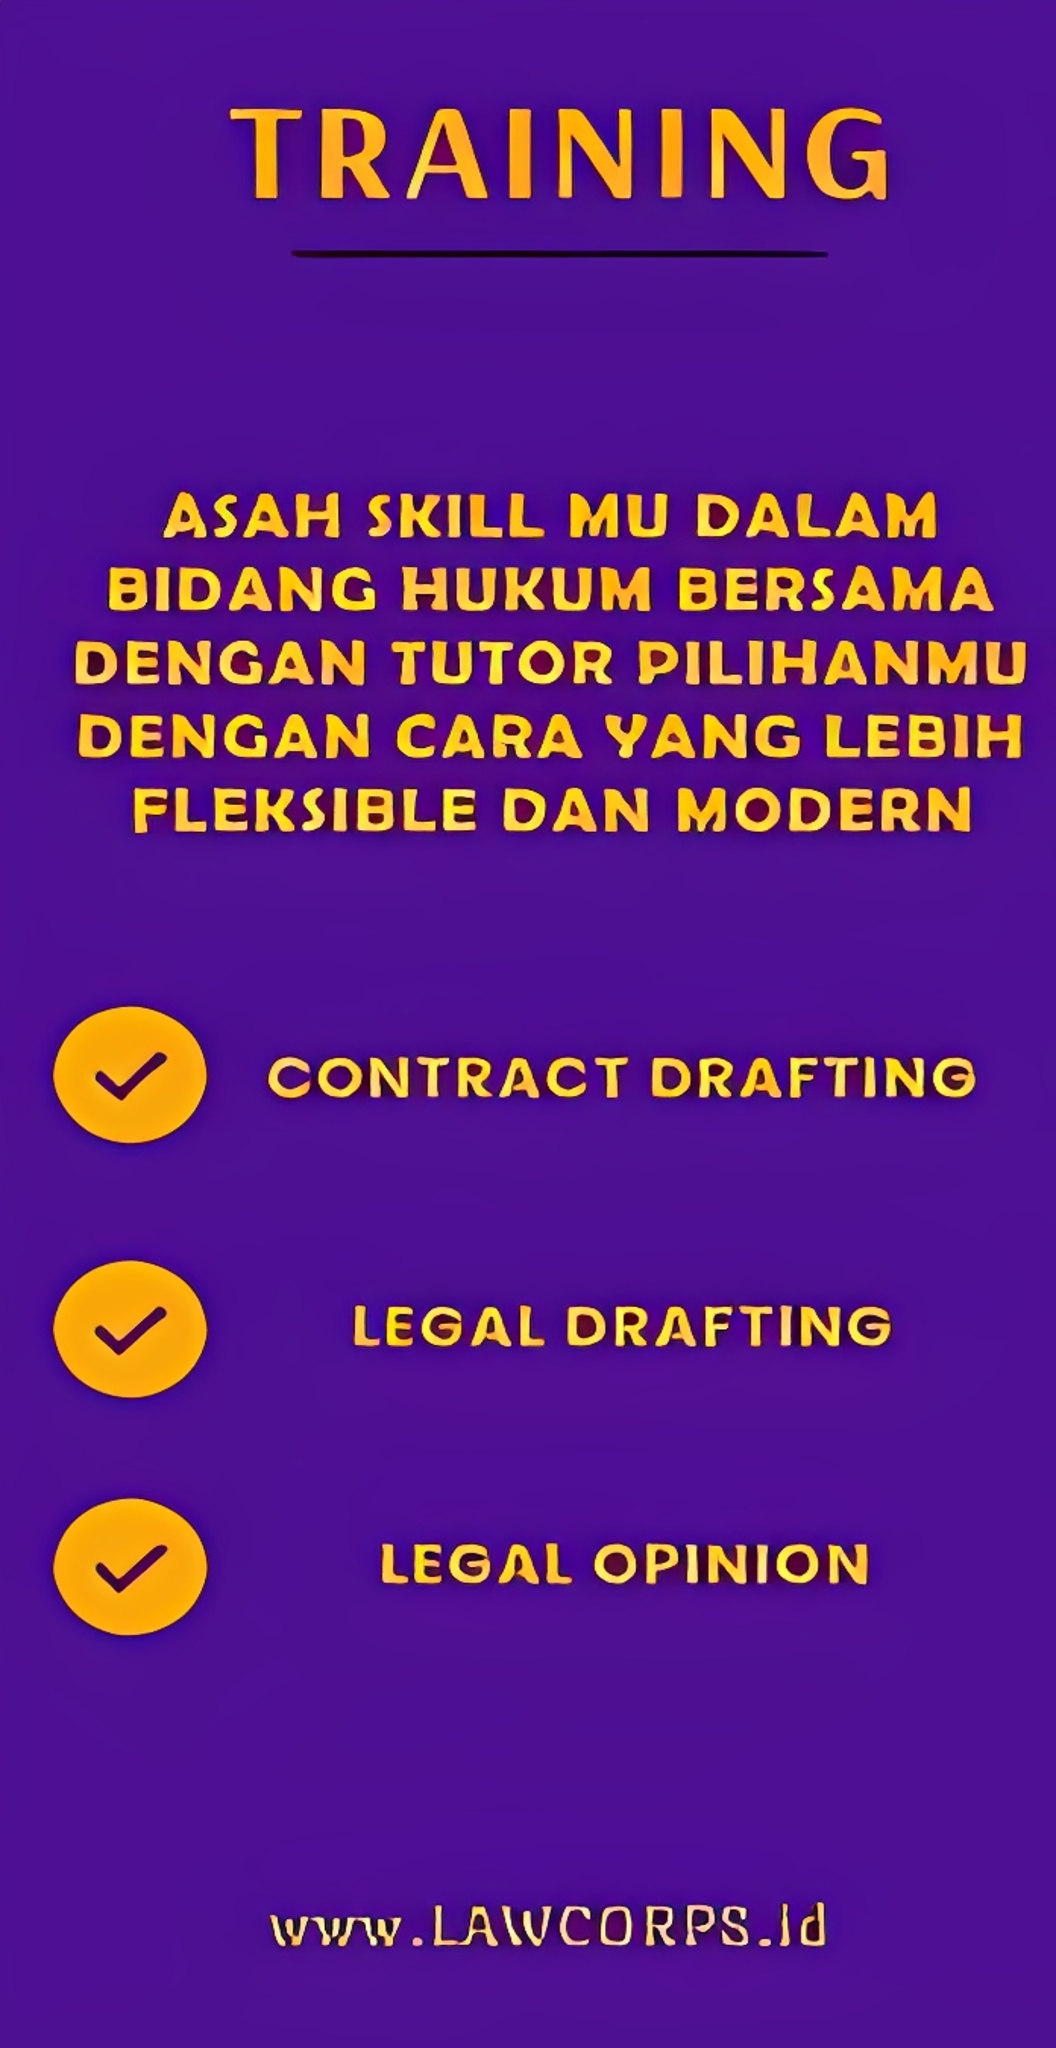 TRAINING
ASAH SKILL MU DALAM
BIDANG HUKUM BERSAMA
DENGAN TUTOR PILIHANMU
DENGAN CARA YANG LEBIH
FLEKSIBLE DAN MODERN
CONTRACT DRAFTING
LEGAL DRAFTING
LEGAL OPINION
www.LAWCORPS.Id